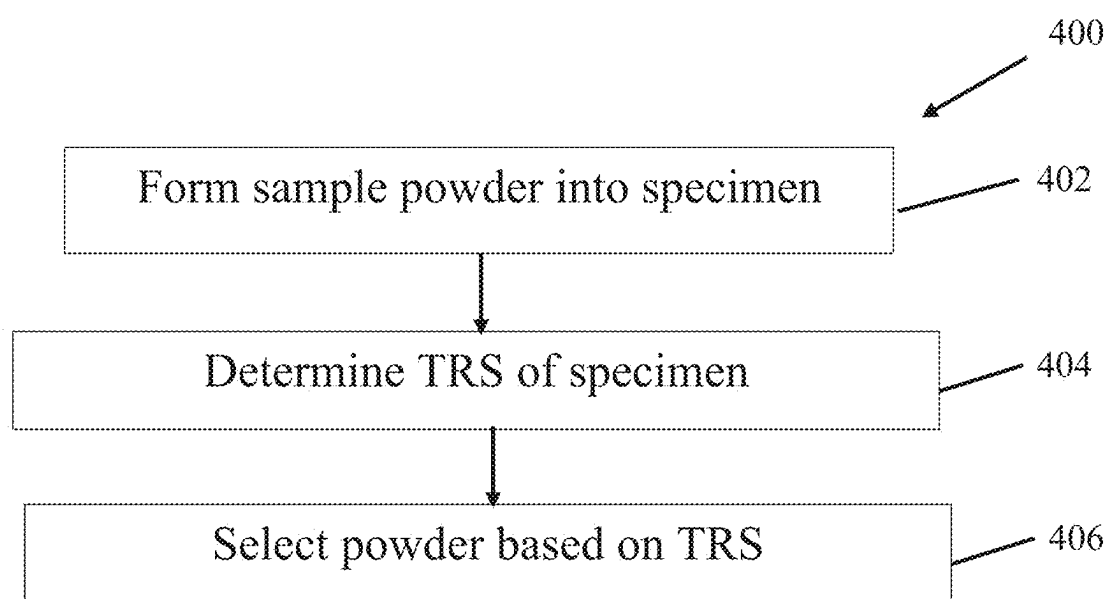 400
Form sample powder into specimen
402
Determine TRS of specimen
404
Select powder based on TRS
406